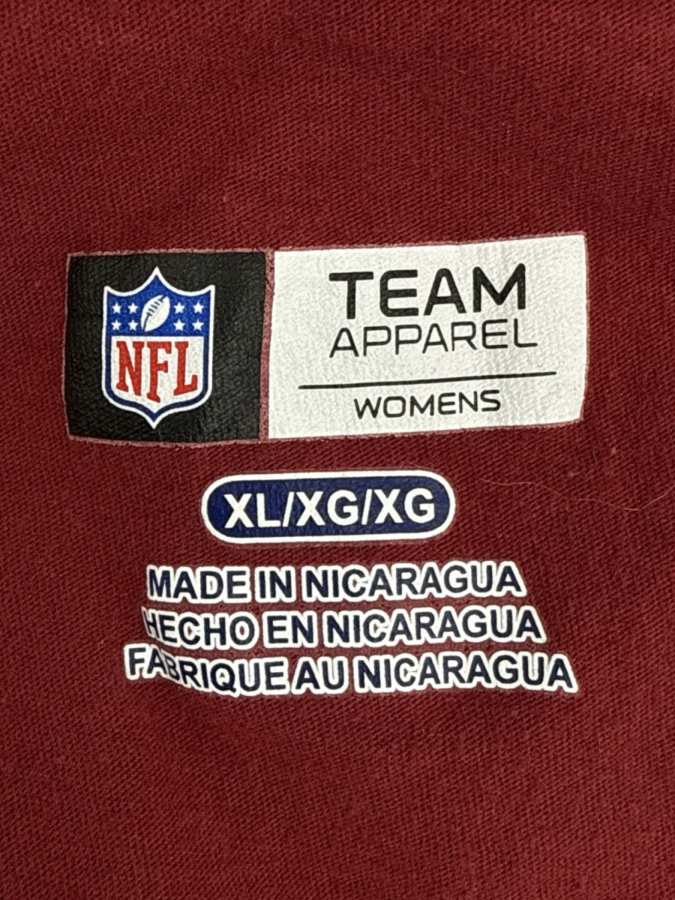 NFL
TEAM
APPAREL
WOMENS
XL/XG/XG
MADE IN NICARAGUA
HECHO EN NICARAGUA
FABRIQUE AU NICARAGUA